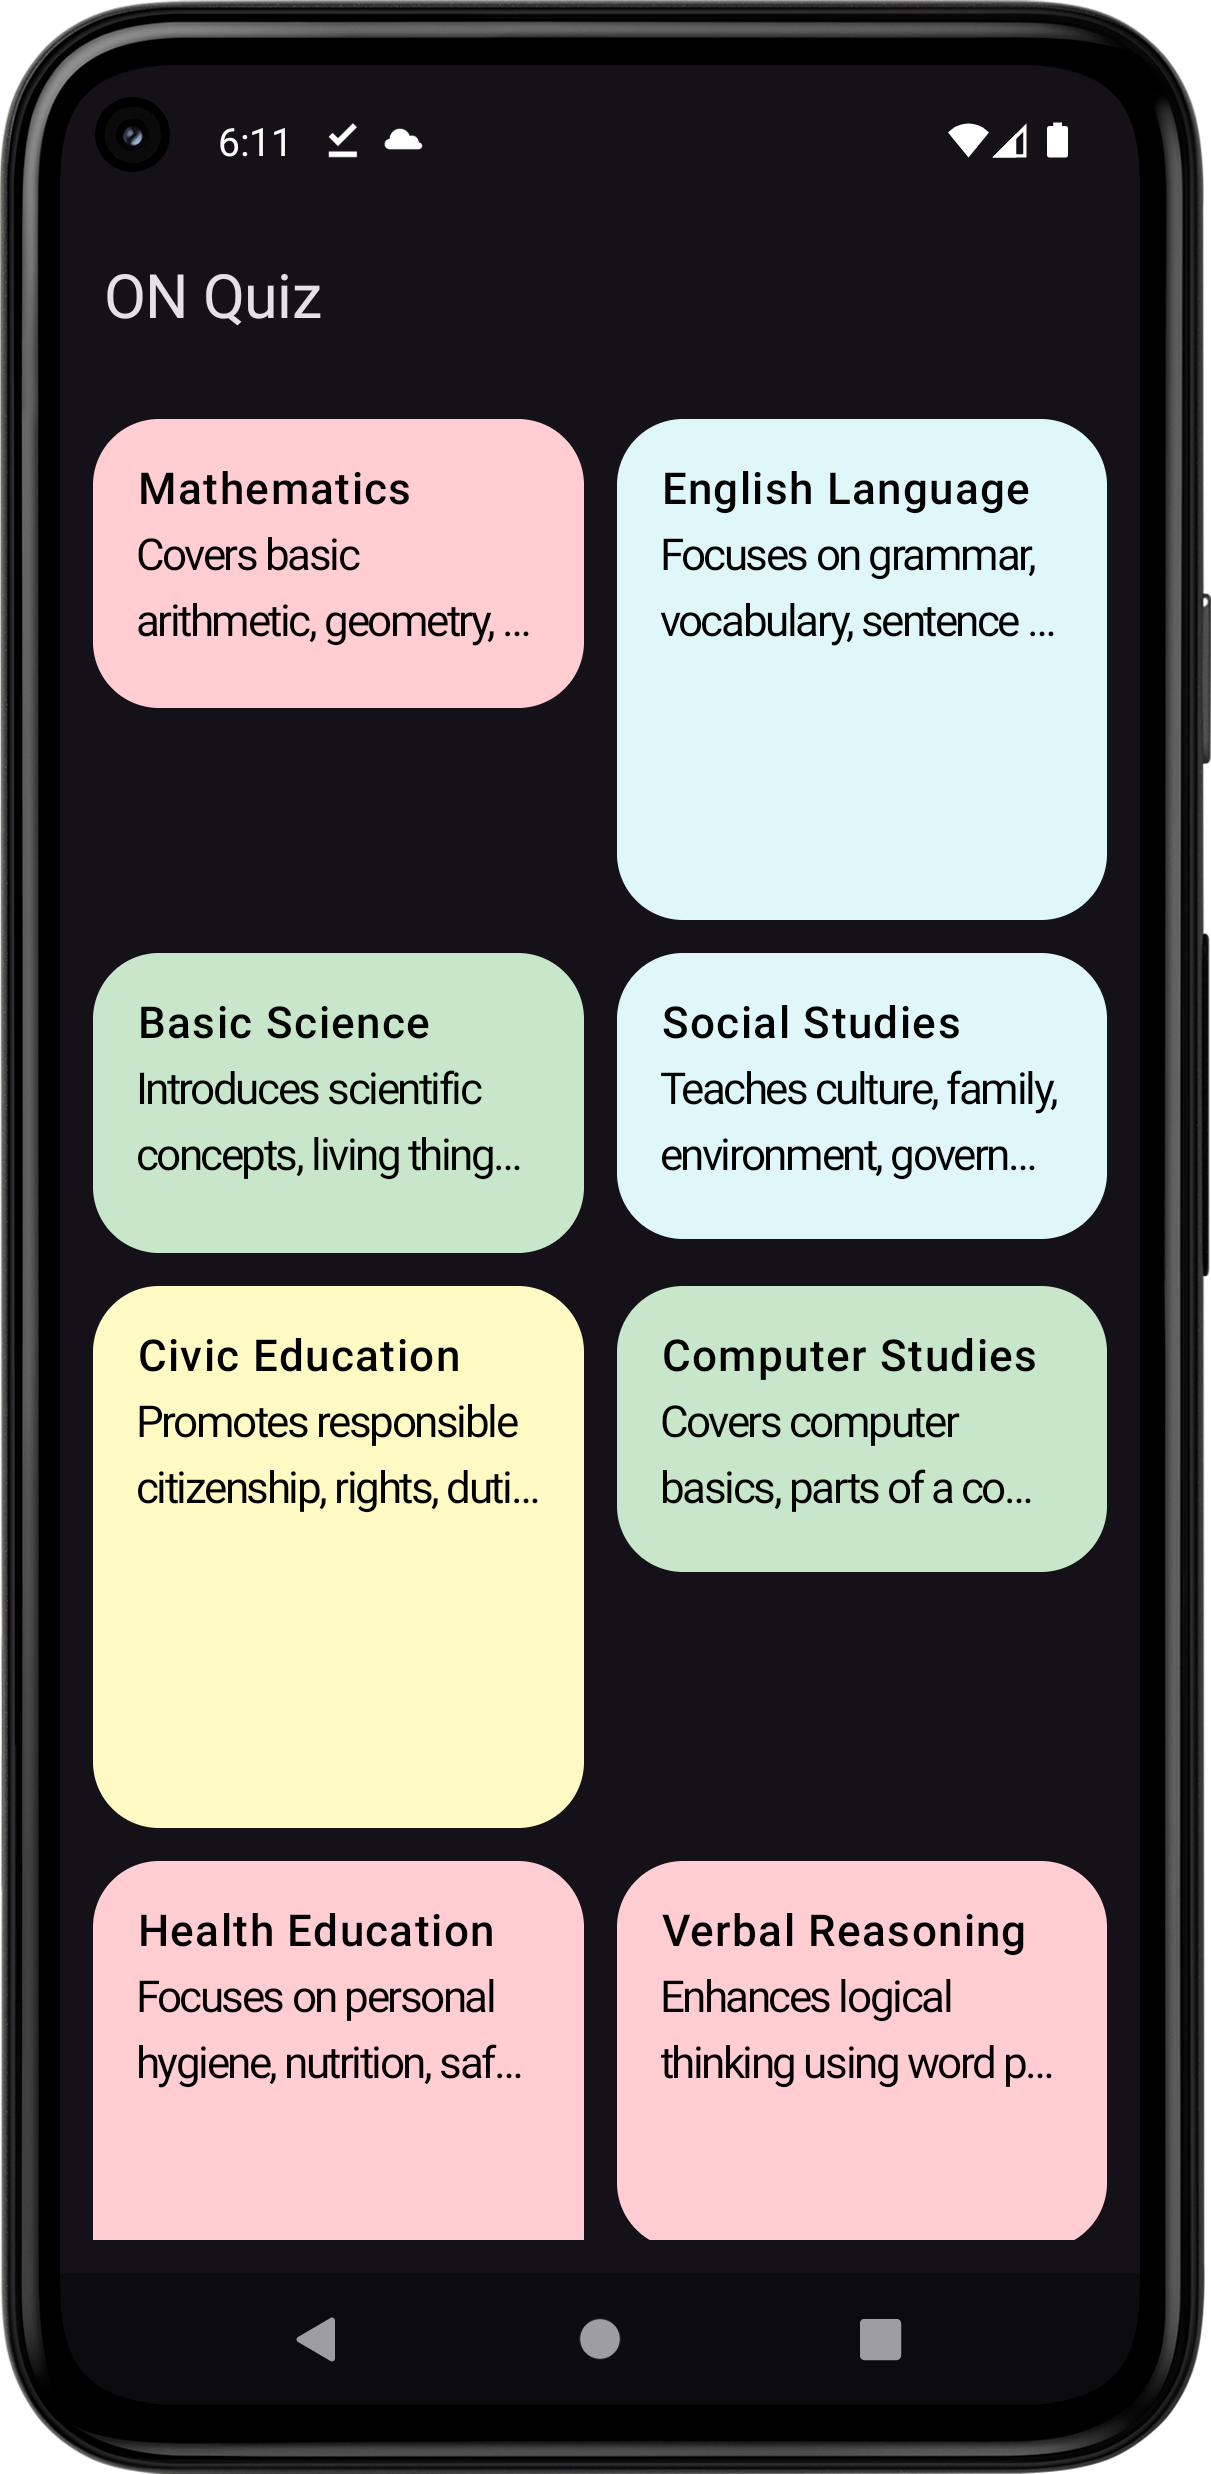 6:11
ON Quiz
Mathematics
Covers basic
arithmetic, geometry, ...
English Language
Focuses on grammar,
vocabulary, sentence ...
Basic Science
Introduces scientific
concepts, living thing...
Social Studies
Teaches culture, family,
environment, govern...
Civic Education
Promotes responsible
citizenship, rights, duti...
Computer Studies
Covers computer
basics, parts of a co...
Health Education
Focuses on personal
hygiene, nutrition, saf...
Verbal Reasoning
Enhances logical
thinking using word p...